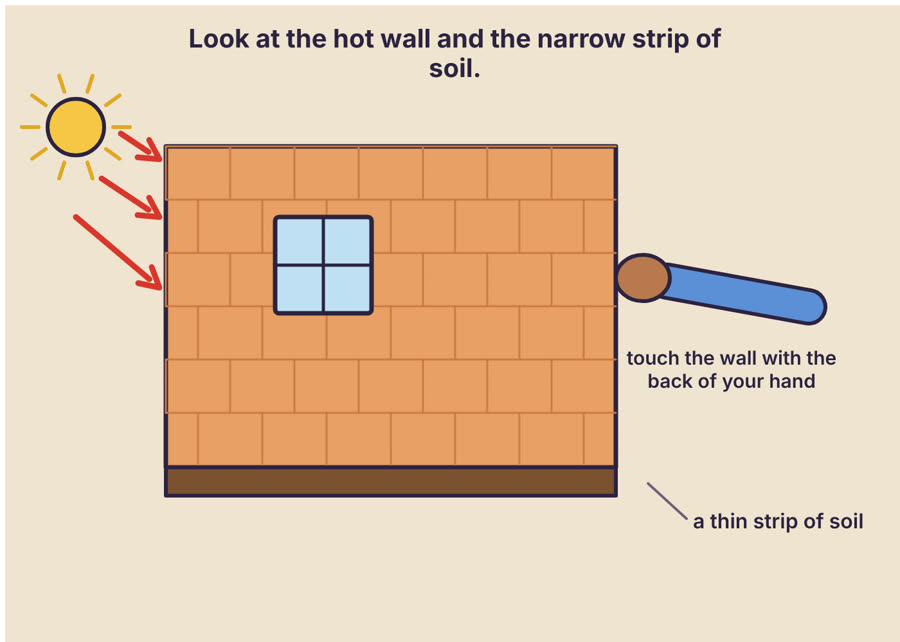 Look at the hot wall and the narrow strip of
soil.
touch the wall with the
back of your hand
a thin strip of soil